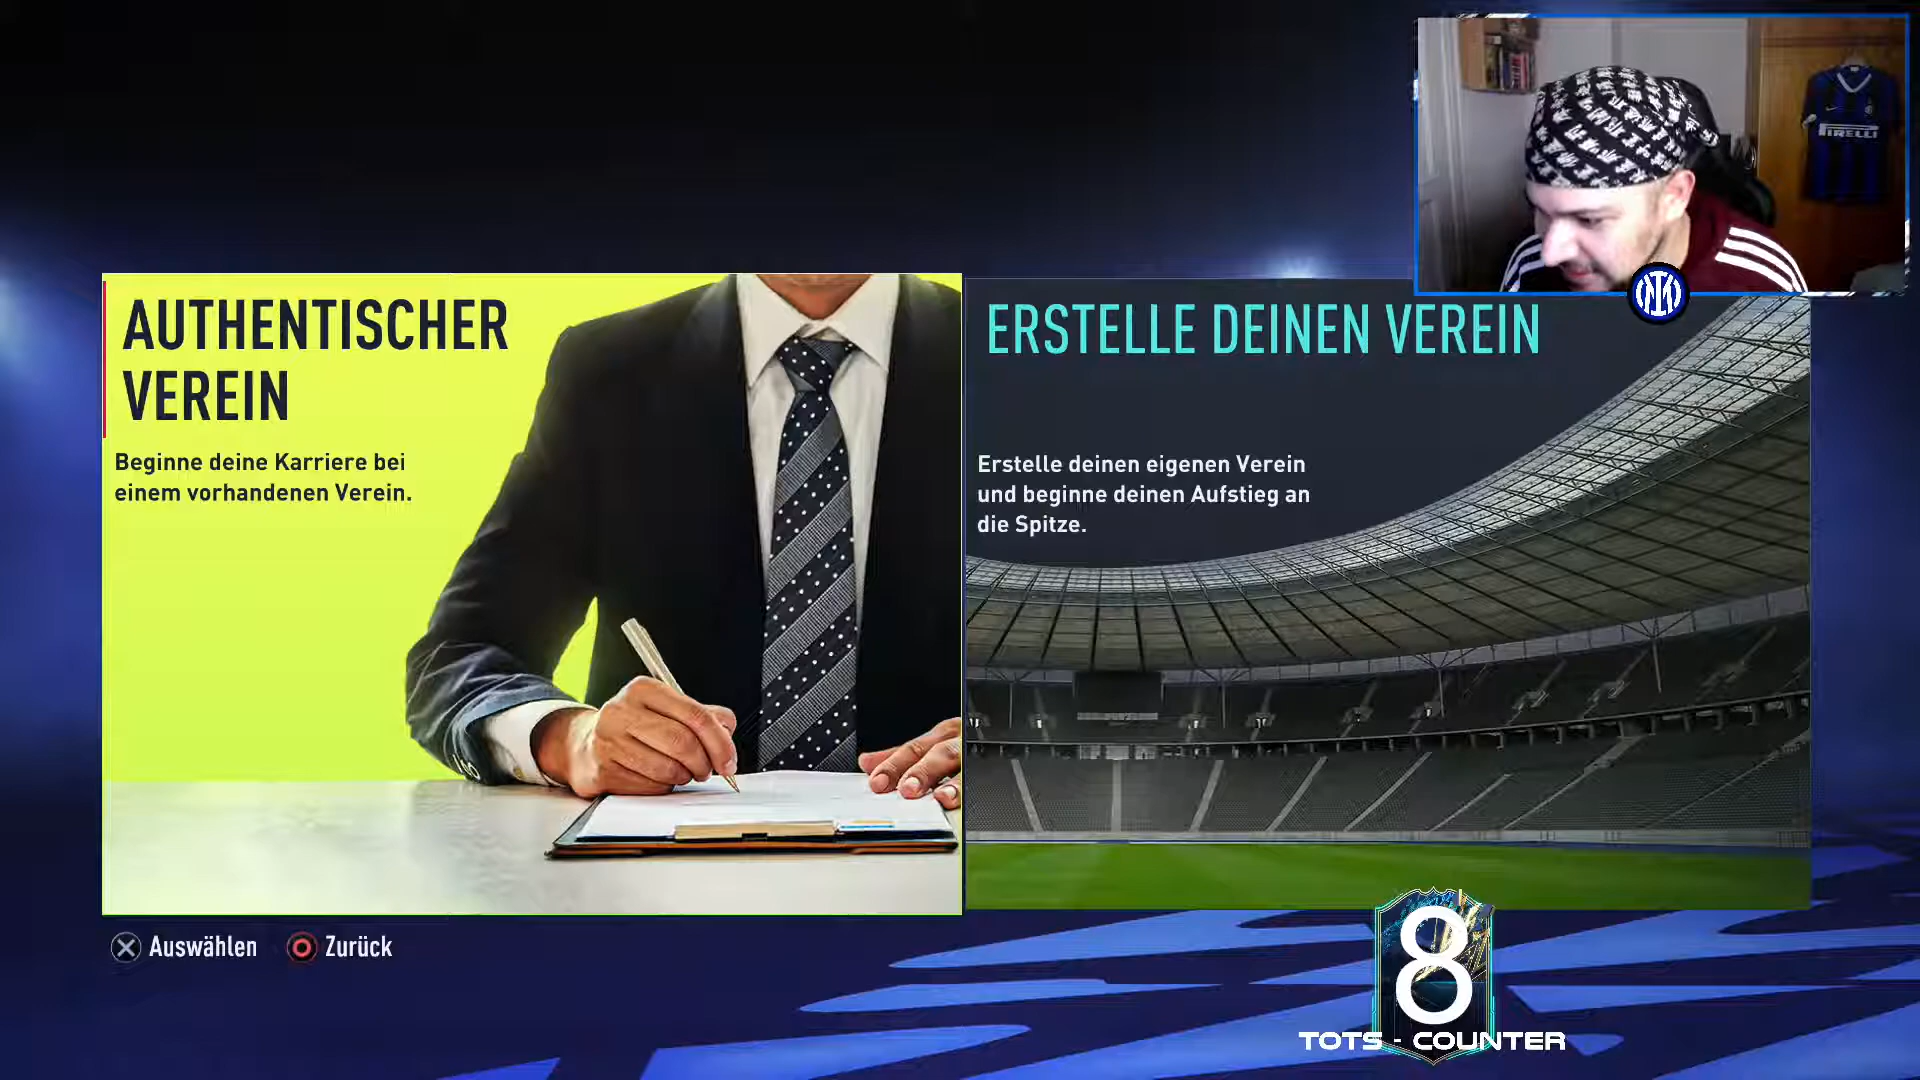 PIRELLI
AUTHENTISCHER
VEREIN
Beginne deine Karriere bei
einem vorhandenen Verein.
ERSTELLE DEINEN VEREIN
Erstelle deinen eigenen Verein
und beginne deinen Aufstieg an
die Spitze.
Auswählen
Zurück
8
TOTS - COUNTER